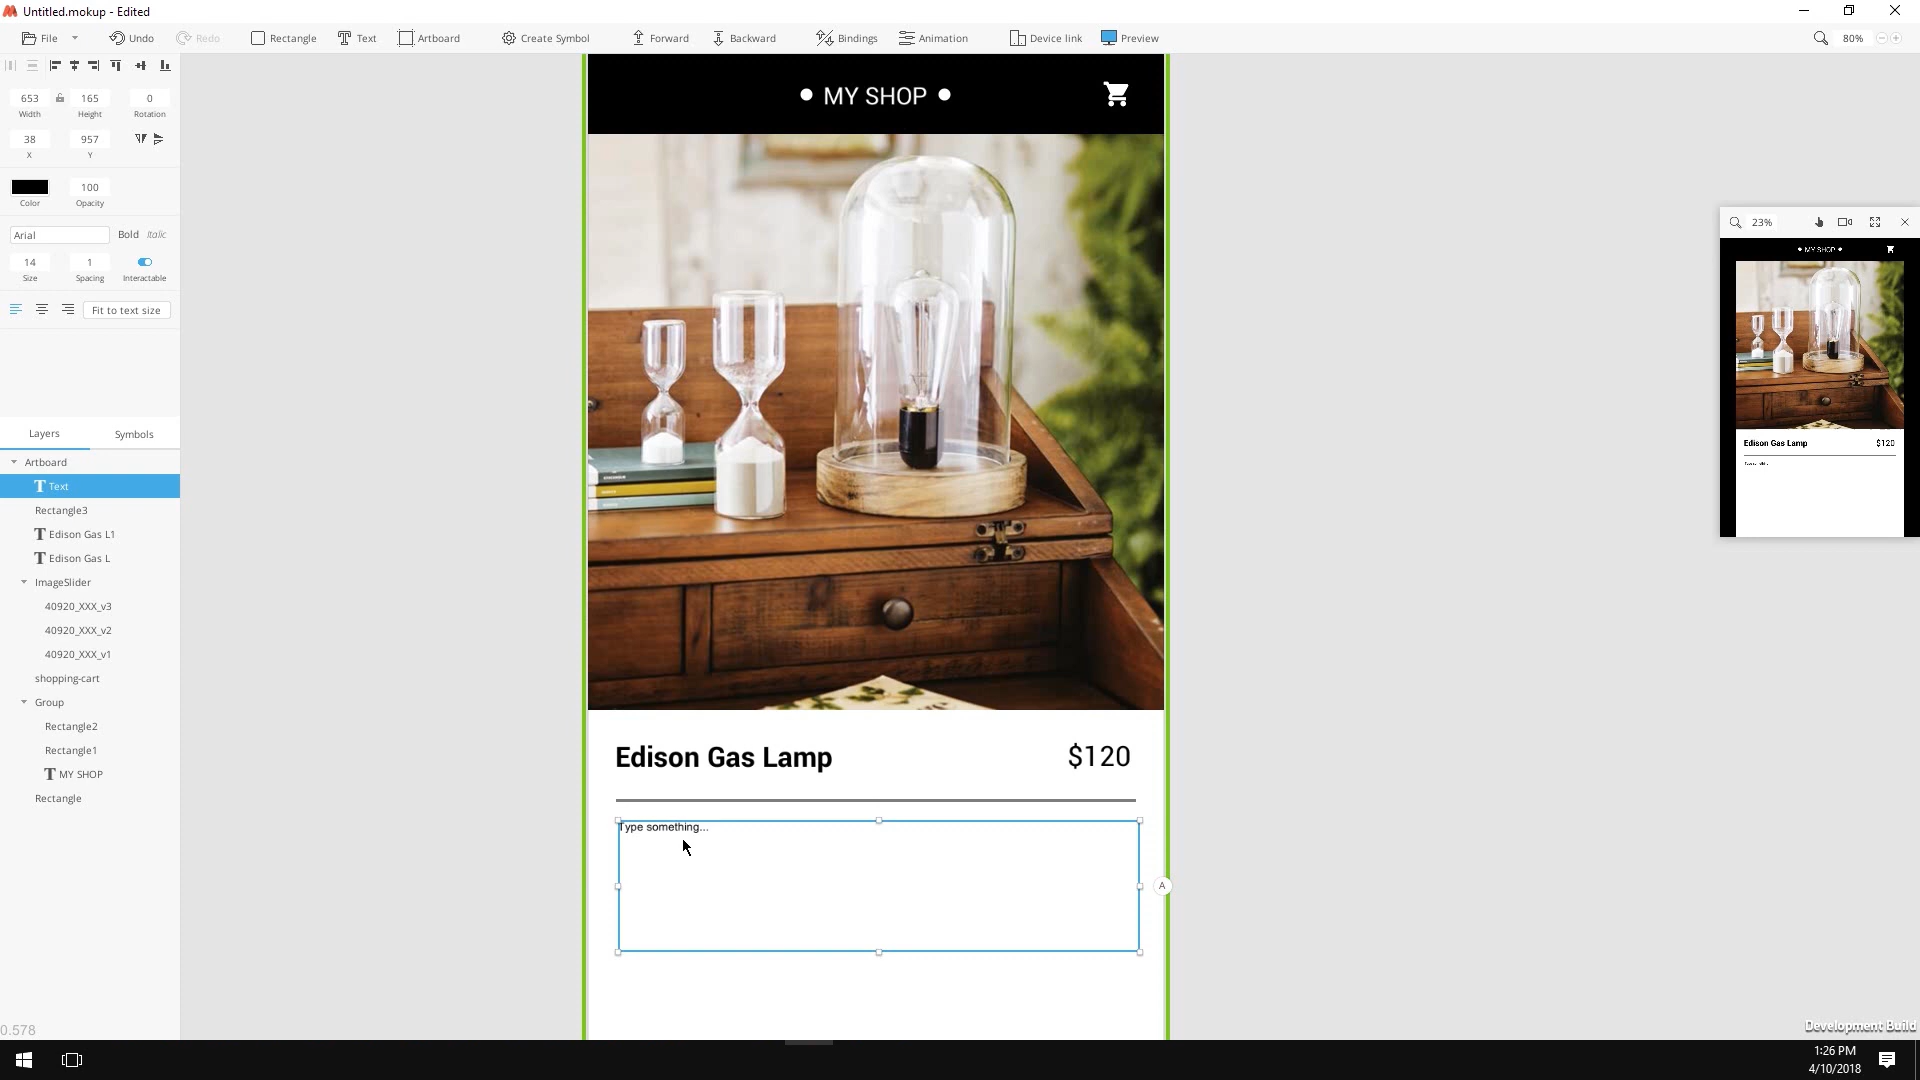 Untitled.mokup - Edited
File Undo Redo Rectangle Text Artboard Create Symbol Forward Backward Bindings Animation Device link Preview 80%
653 165 0
Width Height Rotation
38 957
X Y
100
Color Opacity
Arial Bold Italic
14 1
Size Spacing Interactable
Fit to text size
Layers Symbols
Artboard
Text
Rectangle3
Edison Gas L1
Edison Gas L
ImageSlider
40920_XXX_v3
40920_XXX_v2
40920_XXX_v1
shopping-cart
Group
Rectangle2
Rectangle1
MY SHOP
Rectangle
0.578
• MY SHOP •
Edison Gas Lamp $120
Type something...
A
23%
• MY SHOP •
Edison Gas Lamp $120
Development Build
1:26 PM
4/10/2018